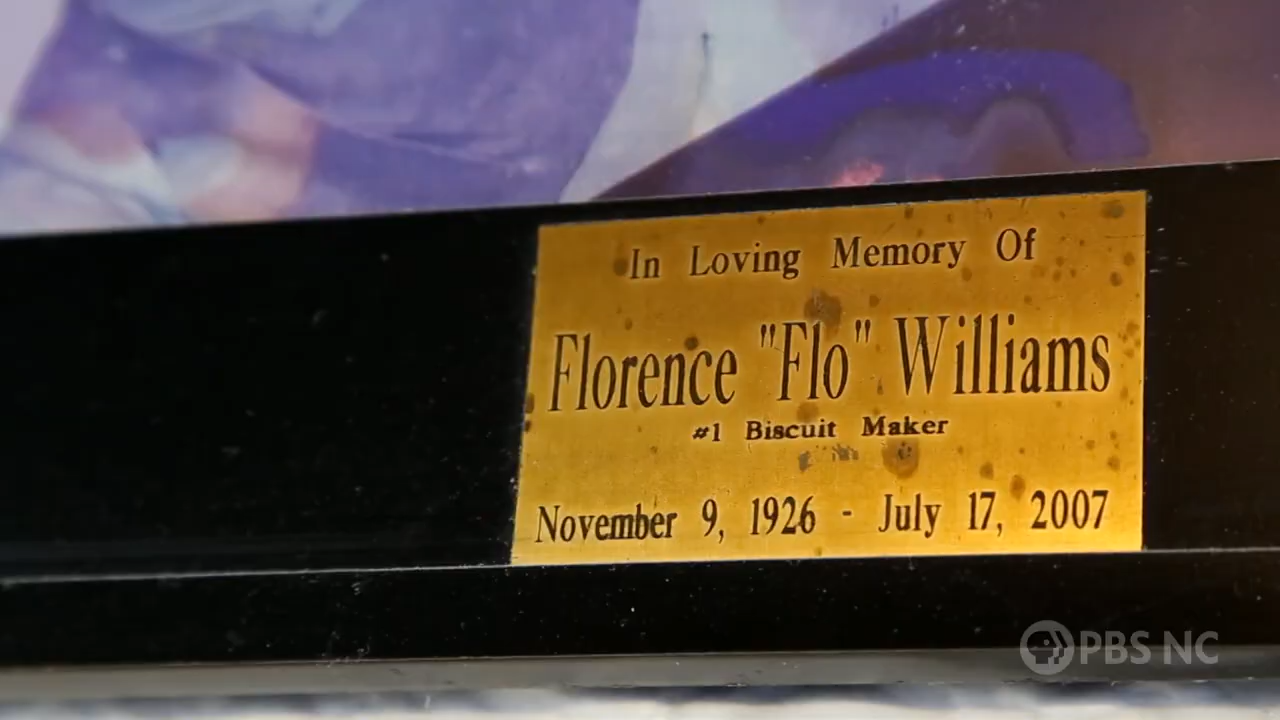 In Loving Memory Of
Florence "Flo" Williams
#1 Biscuit Maker
November 9, 1926 - July 17, 2007
PBS NC